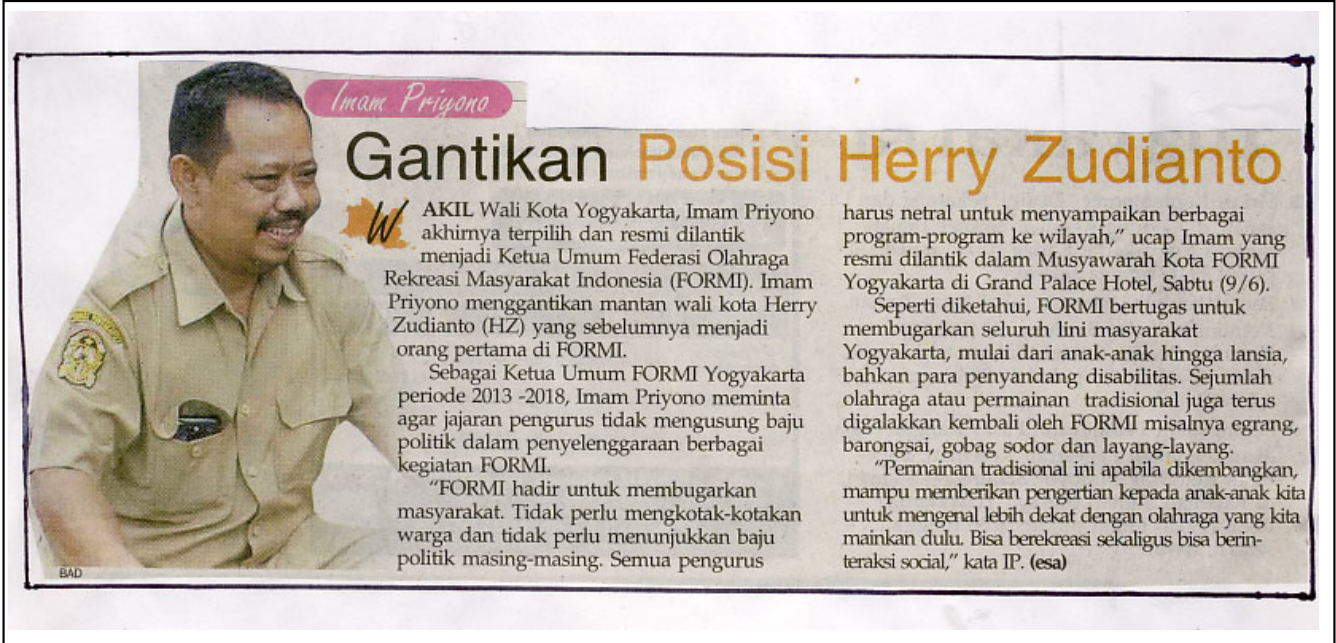 Imam Priyono
Gantikan Posisi Herry Zudianto
WAKIL Wali Kota Yogyakarta, Imam Priyono
akhirnya terpilih dan resmi dilantik
menjadi Ketua Umum Federasi Olahraga
Rekreasi Masyarakat Indonesia (FORMI). Imam
Priyono menggantikan mantan wali kota Herry
Zudianto (HZ) yang sebelumnya menjadi
orang pertama di FORMI.
Sebagai Ketua Umum FORMI Yogyakarta
periode 2013 -2018, Imam Priyono meminta
agar jajaran pengurus tidak mengusung baju
politik dalam penyelenggaraan berbagai
kegiatan FORMI.
“FORMI hadir untuk membugarkan
masyarakat. Tidak perlu mengkotak-kotakan
warga dan tidak perlu menunjukkan baju
politik masing-masing. Semua pengurus
harus netral untuk menyampaikan berbagai
program-program ke wilayah,” ucap Imam yang
resmi dilantik dalam Musyawarah Kota FORMI
Yogyakarta di Grand Palace Hotel, Sabtu (9/6).
Seperti diketahui, FORMI bertugas untuk
membugarkan seluruh lini masyarakat
Yogyakarta, mulai dari anak-anak hingga lansia,
bahkan para penyandang disabilitas. Sejumlah
olahraga atau permainan tradisional juga terus
digalakkan kembali oleh FORMI misalnya egrang,
barongsai, gobag sodor dan layang-layang.
“Permainan tradisional ini apabila dikembangkan,
mampu memberikan pengertian kepada anak-anak kita
untuk mengenal lebih dekat dengan olahraga yang kita
mainkan dulu. Bisa berekreasi sekaligus bisa berin-
teraksi social,” kata IP. (esa)
BAD